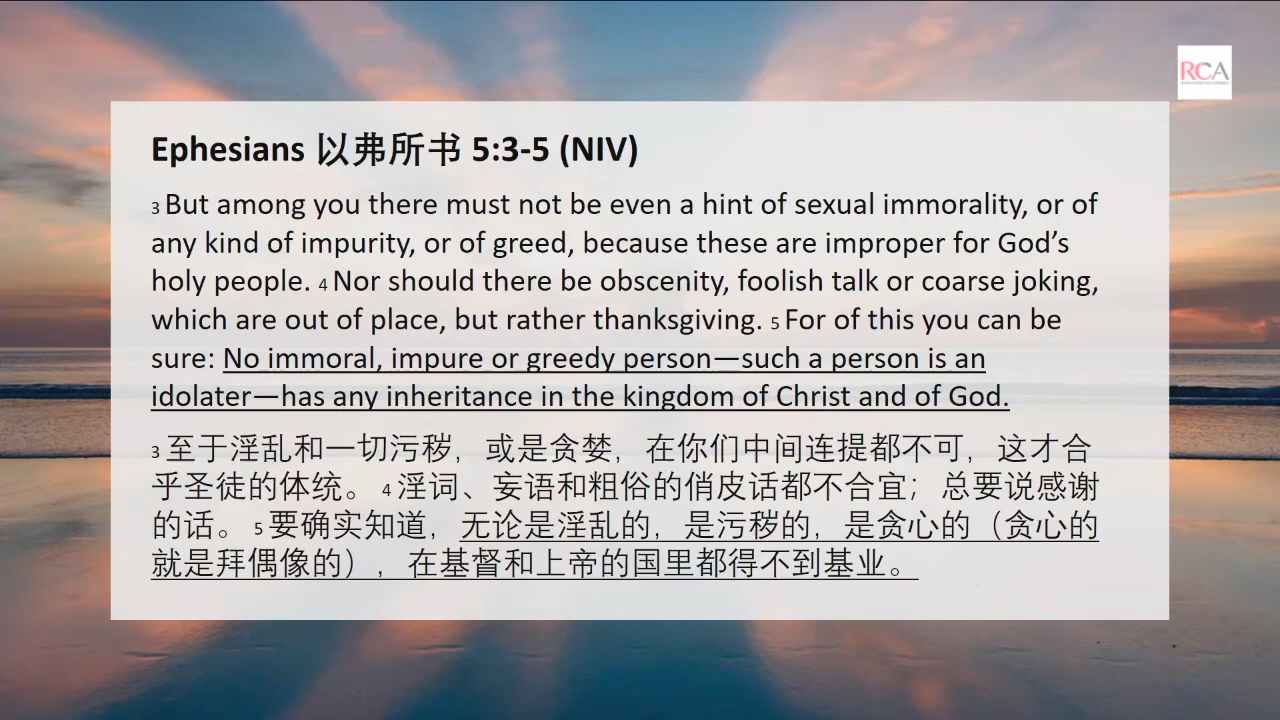 RCA
Ephesians 以弗所书 5:3-5 (NIV)
3 But among you there must not be even a hint of sexual immorality, or of
any kind of impurity, or of greed, because these are improper for God’s
holy people. 4 Nor should there be obscenity, foolish talk or coarse joking,
which are out of place, but rather thanksgiving. 5 For of this you can be
sure: No immoral, impure or greedy person—such a person is an
idolater—has any inheritance in the kingdom of Christ and of God.
3 至于淫乱和一切污秽，或是贪婪，在你们中间连提都不可，这才合
乎圣徒的体统。 4 淫词、妄语和粗俗的俏皮话都不合宜；总要说感谢
的话。 5 要确实知道，无论是淫乱的，是污秽的，是贪心的（贪心的
就是拜偶像的），在基督和上帝的国里都得不到基业。